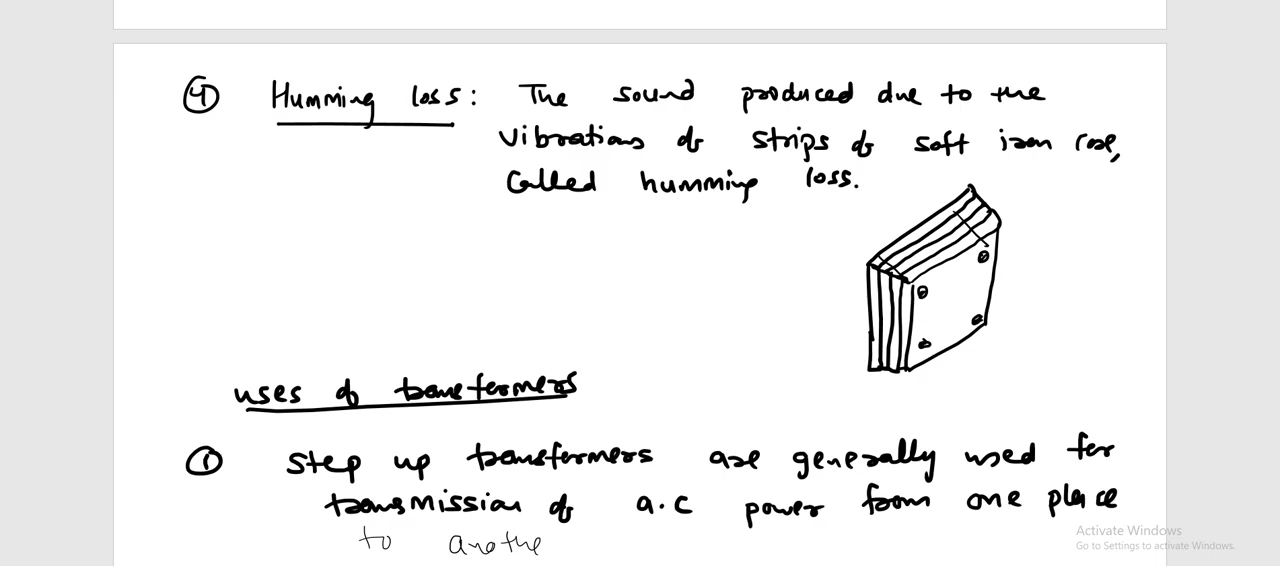 4 Humming loss: The sound produced due to the
vibrations of strips of soft iron core,
called humming loss.
uses of transformers
1 step up transformers are generally used for
transmission of a.c power from one place
to anothe
Activate Windows
Go to Settings to activate Windows.